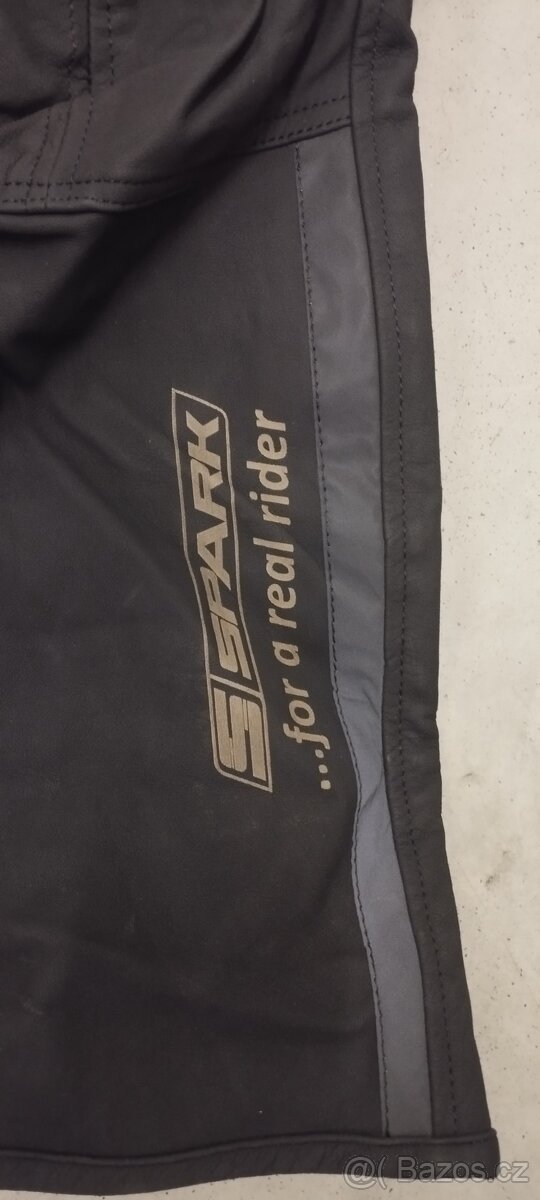 S SPARK
...for a real rider
@( Bazos.cz